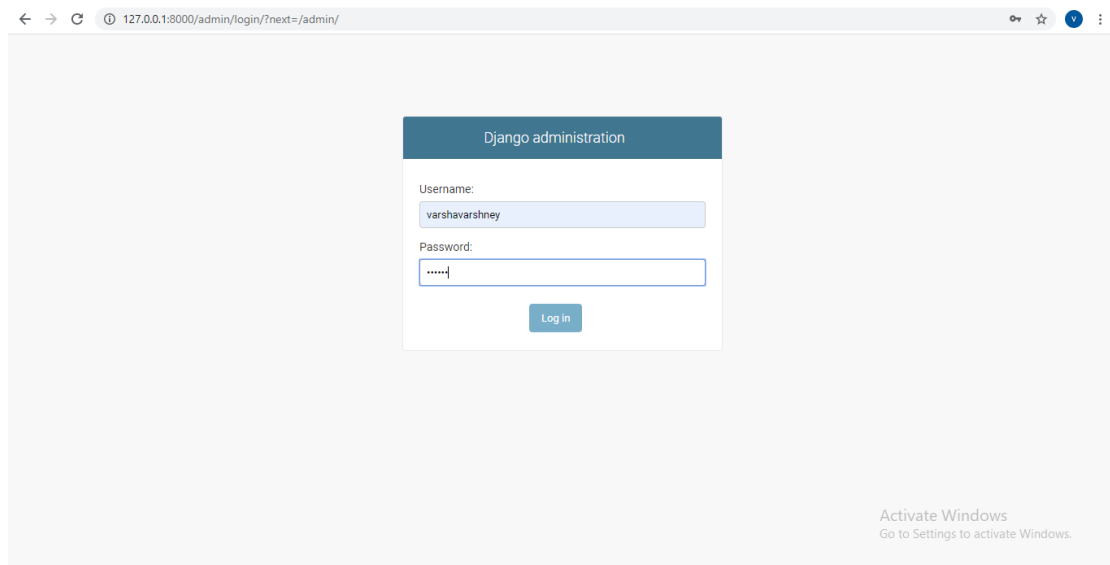 127.0.0.1:8000/admin/login/?next=/admin/
V
Django administration
Username:
varshavarshney
Password:
••••••
Log in
Activate Windows
Go to Settings to activate Windows.